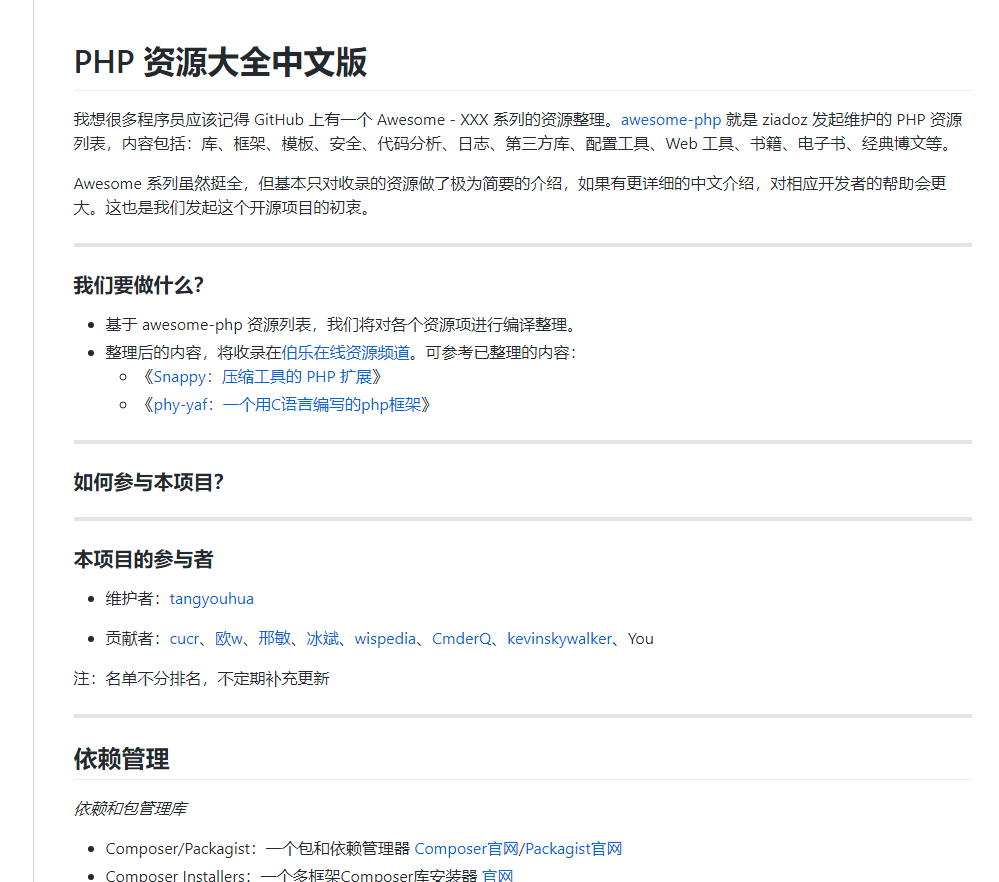 PHP 资源大全中文版
我想很多程序员应该记得 GitHub 上有一个 Awesome - XXX 系列的资源整理。awesome-php 就是 ziadoz 发起维护的 PHP 资源
列表，内容包括：库、框架、模板、安全、代码分析、日志、第三方库、配置工具、Web 工具、书籍、电子书、经典博文等。
Awesome 系列虽然挺全，但基本只对收录的资源做了极为简要的介绍，如果有更详细的中文介绍，对相应开发者的帮助会更
大。这也是我们发起这个开源项目的初衷。
我们要做什么？
基于 awesome-php 资源列表，我们将对各个资源项进行编译整理。
整理后的内容，将收录在伯乐在线资源频道。可参考已整理的内容：
《Snappy：压缩工具的 PHP 扩展》
《phy-yaf：一个用C语言编写的php框架》
如何参与本项目？
本项目的参与者
维护者：tangyouhua
贡献者：cucr、欧w、邢敏、冰斌、wispedia、CmderQ、kevinskywalker、You
注：名单不分排名，不定期补充更新
依赖管理
依赖和包管理库
Composer/Packagist：一个包和依赖管理器 Composer官网/Packagist官网
Composer Installers：一个多框架Composer库安装器 官网